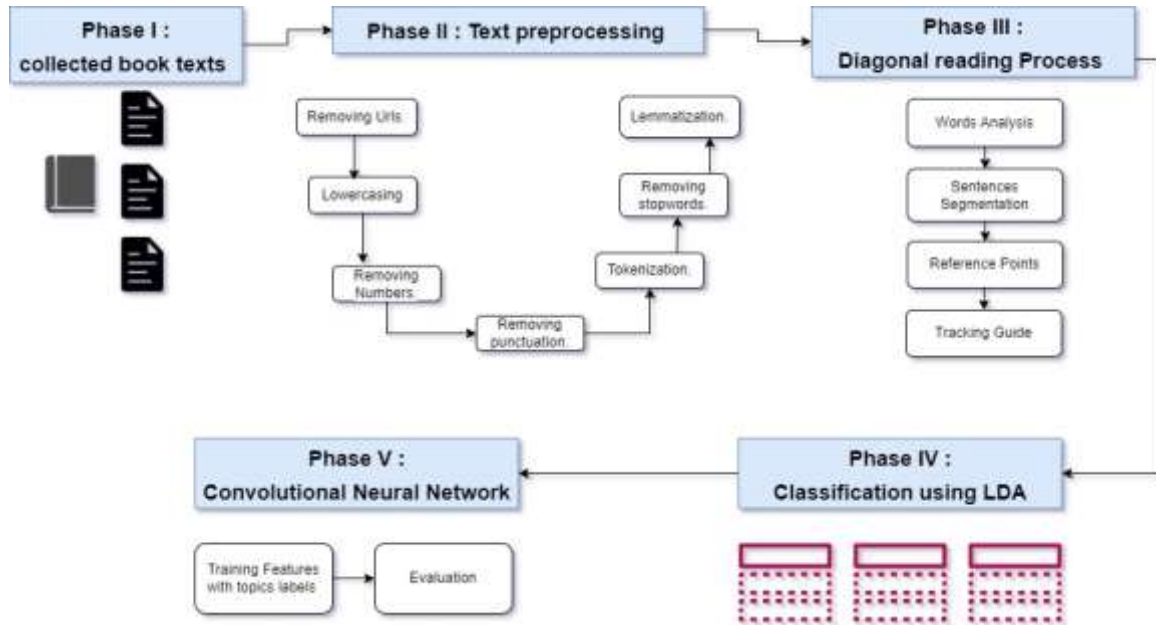 Phase I :
collected book texts
Phase II : Text preprocessing
Phase III :
Diagonal reading Process
Removing Urls.
Lowercasing
Removing
Numbers.
Removing
punctuation.
Tokenization.
Removing
stopwords.
Lemmatization.
Words Analysis
Sentences
Segmentation
Reference Points
Tracking Guide
Phase IV :
Classification using LDA
Phase V :
Convolutional Neural Network
Training Features
with topics labels
Evaluation